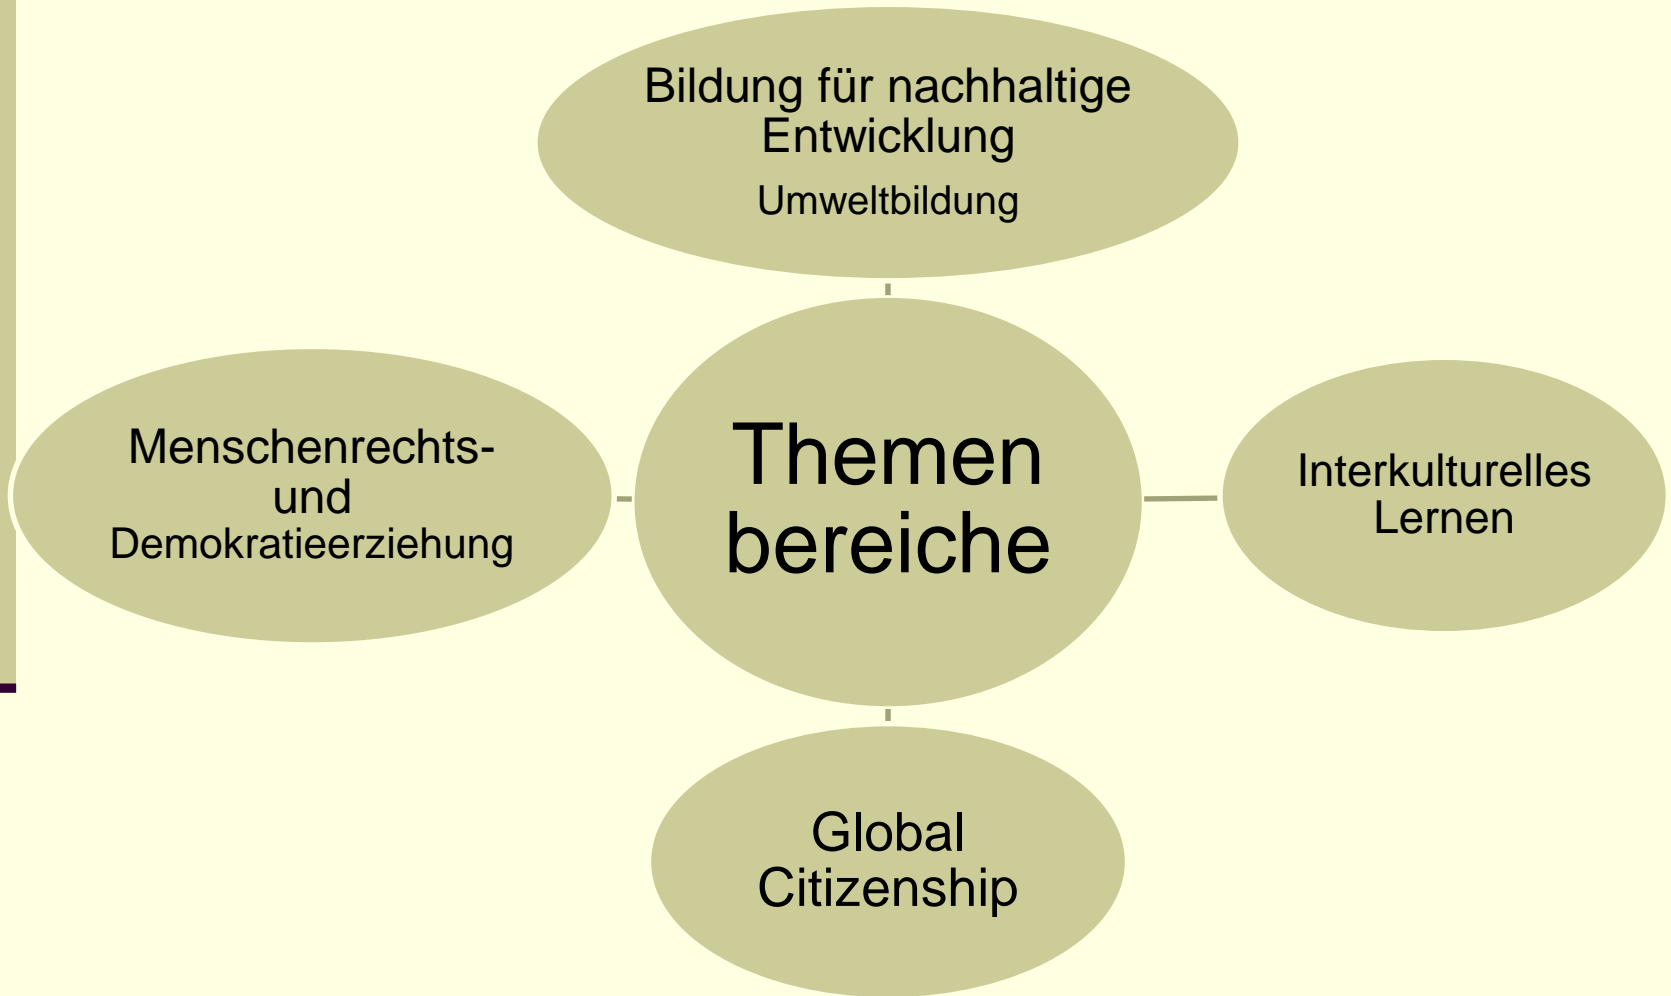 Bildung für nachhaltige
Entwicklung
Umweltbildung
Menschenrechts-
und
Demokratieerziehung
Themen
bereiche
Interkulturelles
Lernen
Global
Citizenship